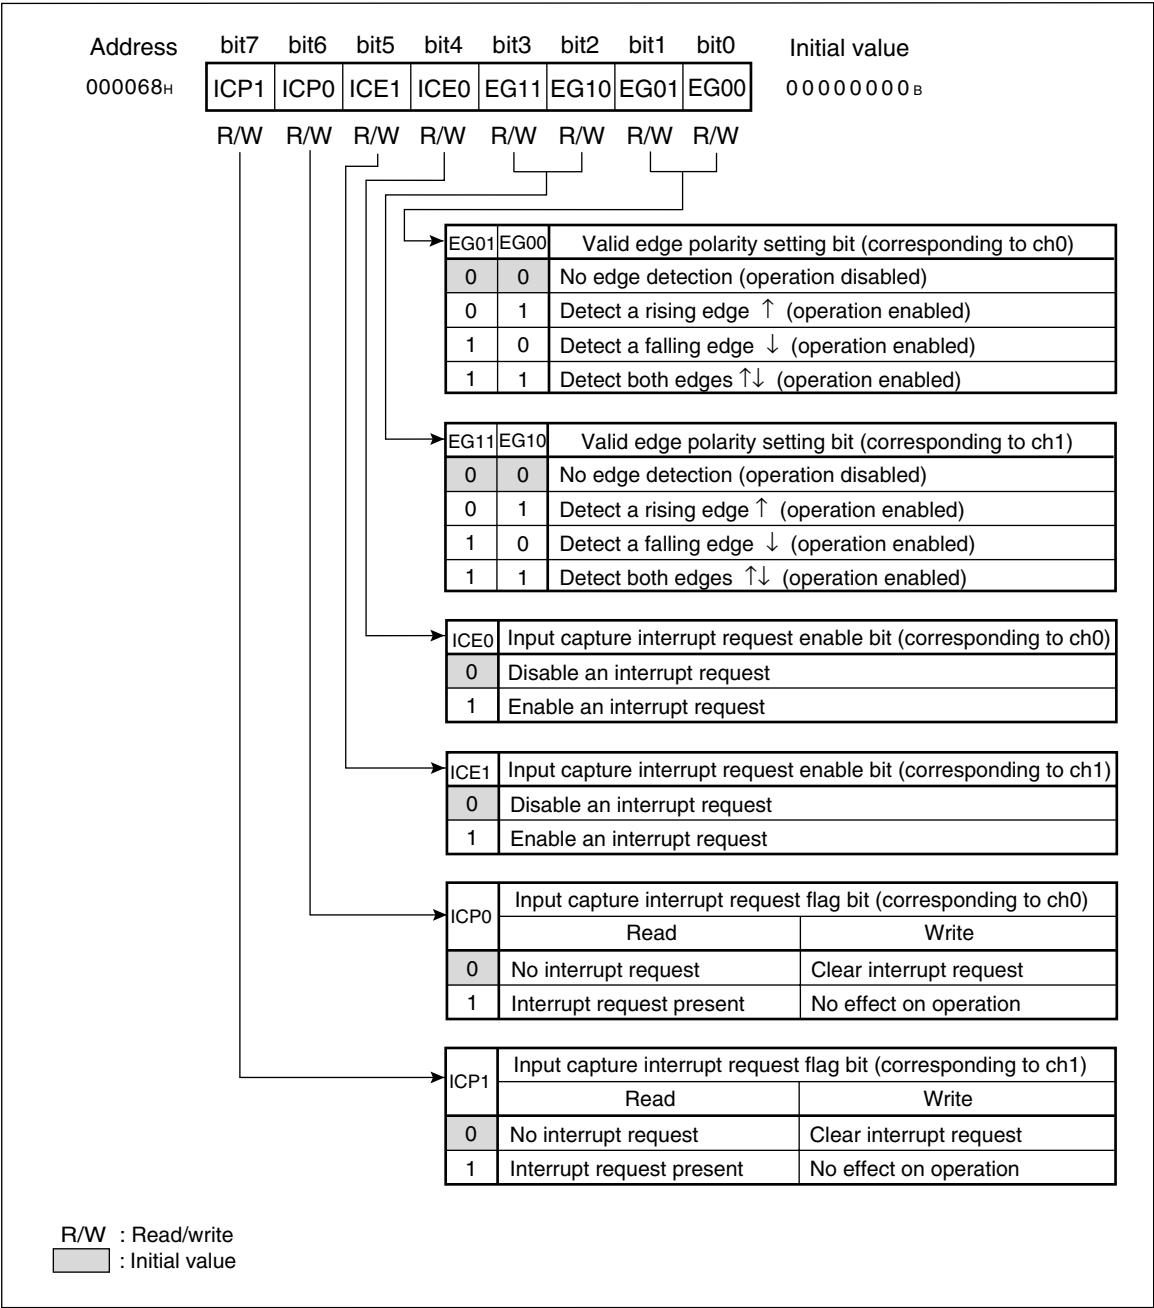 Address bit7 bit6 bit5 bit4 bit3 bit2 bit1 bit0 Initial value
000068H ICP1 ICP0 ICE1 ICE0 EG11 EG10 EG01 EG00 00000000B
R/W R/W R/W R/W R/W R/W R/W R/W
EG01 EG00 Valid edge polarity setting bit (corresponding to ch0)
0 0 No edge detection (operation disabled)
0 1 Detect a rising edge ↑ (operation enabled)
1 0 Detect a falling edge ↓ (operation enabled)
1 1 Detect both edges ↑↓ (operation enabled)
EG11 EG10 Valid edge polarity setting bit (corresponding to ch1)
0 0 No edge detection (operation disabled)
0 1 Detect a rising edge ↑ (operation enabled)
1 0 Detect a falling edge ↓ (operation enabled)
1 1 Detect both edges ↑↓ (operation enabled)
ICE0 Input capture interrupt request enable bit (corresponding to ch0)
0 Disable an interrupt request
1 Enable an interrupt request
ICE1 Input capture interrupt request enable bit (corresponding to ch1)
0 Disable an interrupt request
1 Enable an interrupt request
ICP0 Input capture interrupt request flag bit (corresponding to ch0)
Read Write
0 No interrupt request Clear interrupt request
1 Interrupt request present No effect on operation
ICP1 Input capture interrupt request flag bit (corresponding to ch1)
Read Write
0 No interrupt request Clear interrupt request
1 Interrupt request present No effect on operation
R/W : Read/write
: Initial value